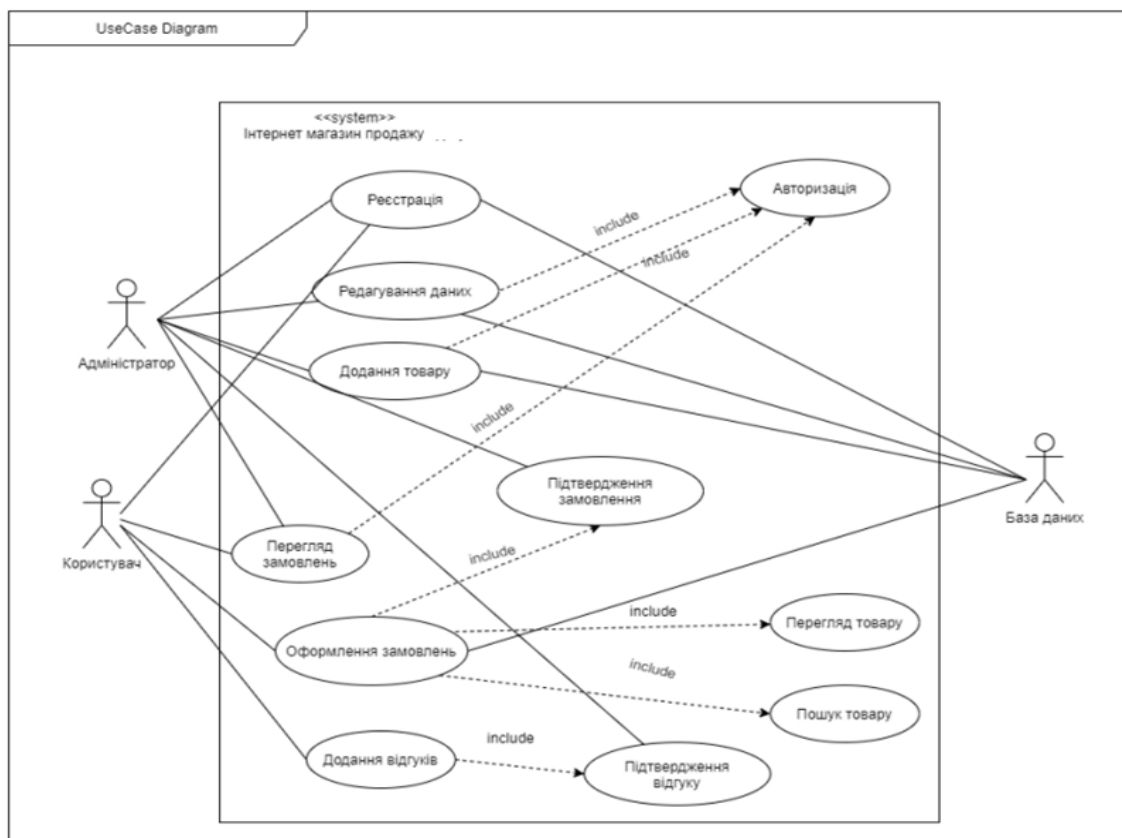 UseCase Diagram
<<system>>
Інтернет магазин продажу
Реєстрація
Авторизація
include
include
Редагування даних
Адміністратор
Додання товару
include
Підтвердження
замовлення
База даних
Користувач
Перегляд
замовлень
include
include
Перегляд товару
Оформлення замовлень
include
Пошук товару
include
Додання відгуків
Підтвердження
відгуку